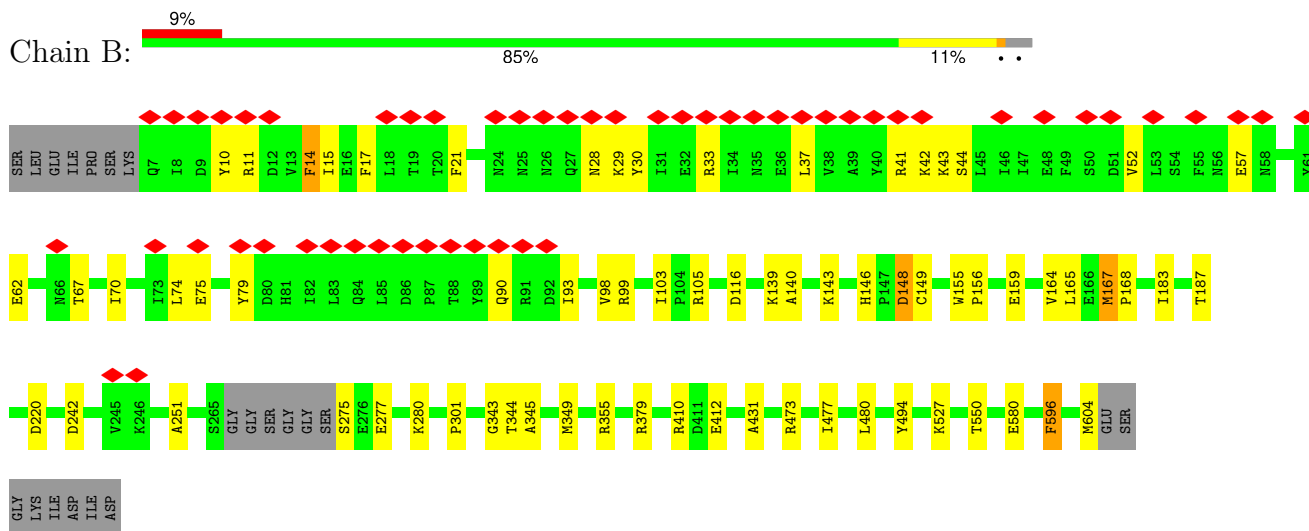 9%
Chain B:
85% 11% • •
SER LEU GLU ILE PRO SER LYS Q7 I8 D9 Y10 R11 D12 V13 F14 I15 E16 F17 L18 T19 T20 F21 N24 N25 N26 Q27 N28 K29 Y30 I31 E32 R33 I34 N35 E36 L37 V38 A39 Y40 R41 K42 K43 S44 L45 I46 I47 E48 F49 S50 D51 V52 L53 S54 F55 N56 E57 N58 Y61
E62 N66 T67 I70 I73 L74 E75 Y79 D80 H81 I82 L83 Q84 L85 D86 P87 T88 Y89 Q90 R91 D92 I93 V98 R99 I103 P104 R105 D116 K139 A140 K143 H146 P147 D148 C149 W155 P156 E159 V164 L165 E166 M167 P168 I183 T187
D220 D242 V245 K246 A251 S265 GLY GLY SER GLY GLY SER S275 E276 E277 K280 P301 G343 T344 A345 M349 R355 R379 R410 D411 E412 A431 R473 I477 L480 Y494 K527 T550 E580 F596 M604 GLU SER
GLY LYS ILE ASP ILE ASP